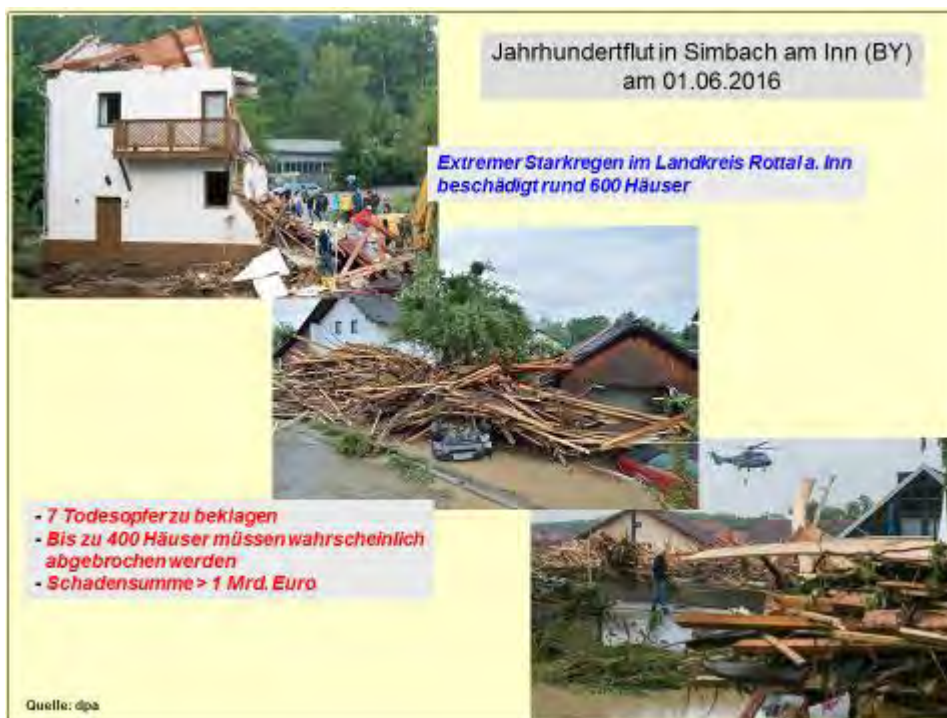 Jahrhundertflut in Simbach am Inn (BY)
am 01.06.2016
Extremer Starkregen im Landkreis Rottal a. Inn
beschädigt rund 600 Häuser
- 7 Todesopfer zu beklagen
- Bis zu 400 Häuser müssen wahrscheinlich
abgebrochen werden
- Schadensumme > 1 Mrd. Euro
Quelle: dpa